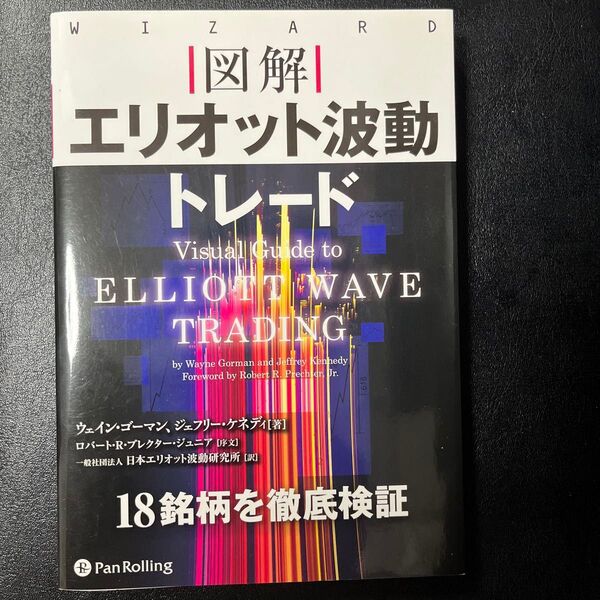 WIZARD
図解
エリオット波動
トレード
Visual Guide to
ELLIOTT WAVE
TRADING
by Wayne Gorman and Jeffrey Kennedy
Foreword by Robert R. Prechter, Jr.
ウェイン・ゴーマン、ジェフリー・ケネディ[著]
ロバート・R・プレクター・ジュニア[序文]
一般社団法人 日本エリオット波動研究所[訳]
18銘柄を徹底検証
PanRolling